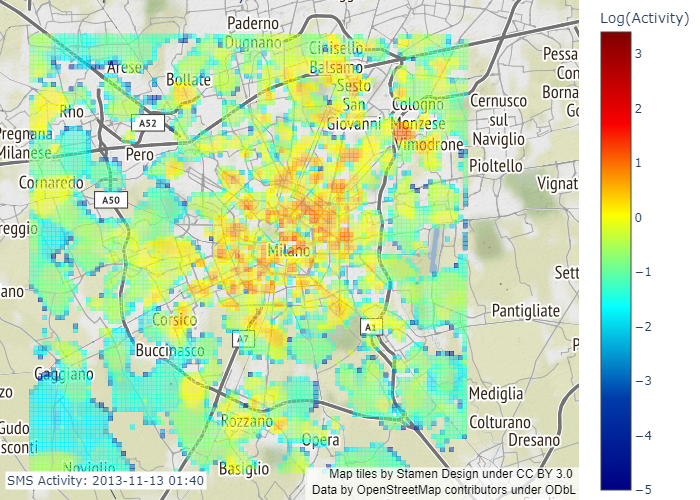 Log(Activity)
Paderno
Dugnano
Cinisello
Balsamo
Arese
Bollate
Sesto
San
Giovanni
Cologno
Monzese
Vimodrone
Cernusco
sul
Naviglio
Pessa
Con
Borna
Go
Rho
A52
Pregnana
Milanese
Pero
Pioltello
Vignat
Cornaredo
A50
reggio
Milano
Sett
ano
Pantigliate
Corsico
A7
A1
P
Buccinasco
Gaggiano
zo
Mediglia
Rozzano
Colturano
Gudo
sconti
Opera
Dresano
Noviglio
Basiglio
SMS Activity: 2013-11-13 01:40
Map tiles by Stamen Design under CC BY 3.0
Data by OpenStreetMap contributors under ODbL
3
2
1
0
−1
−2
−3
−4
−5